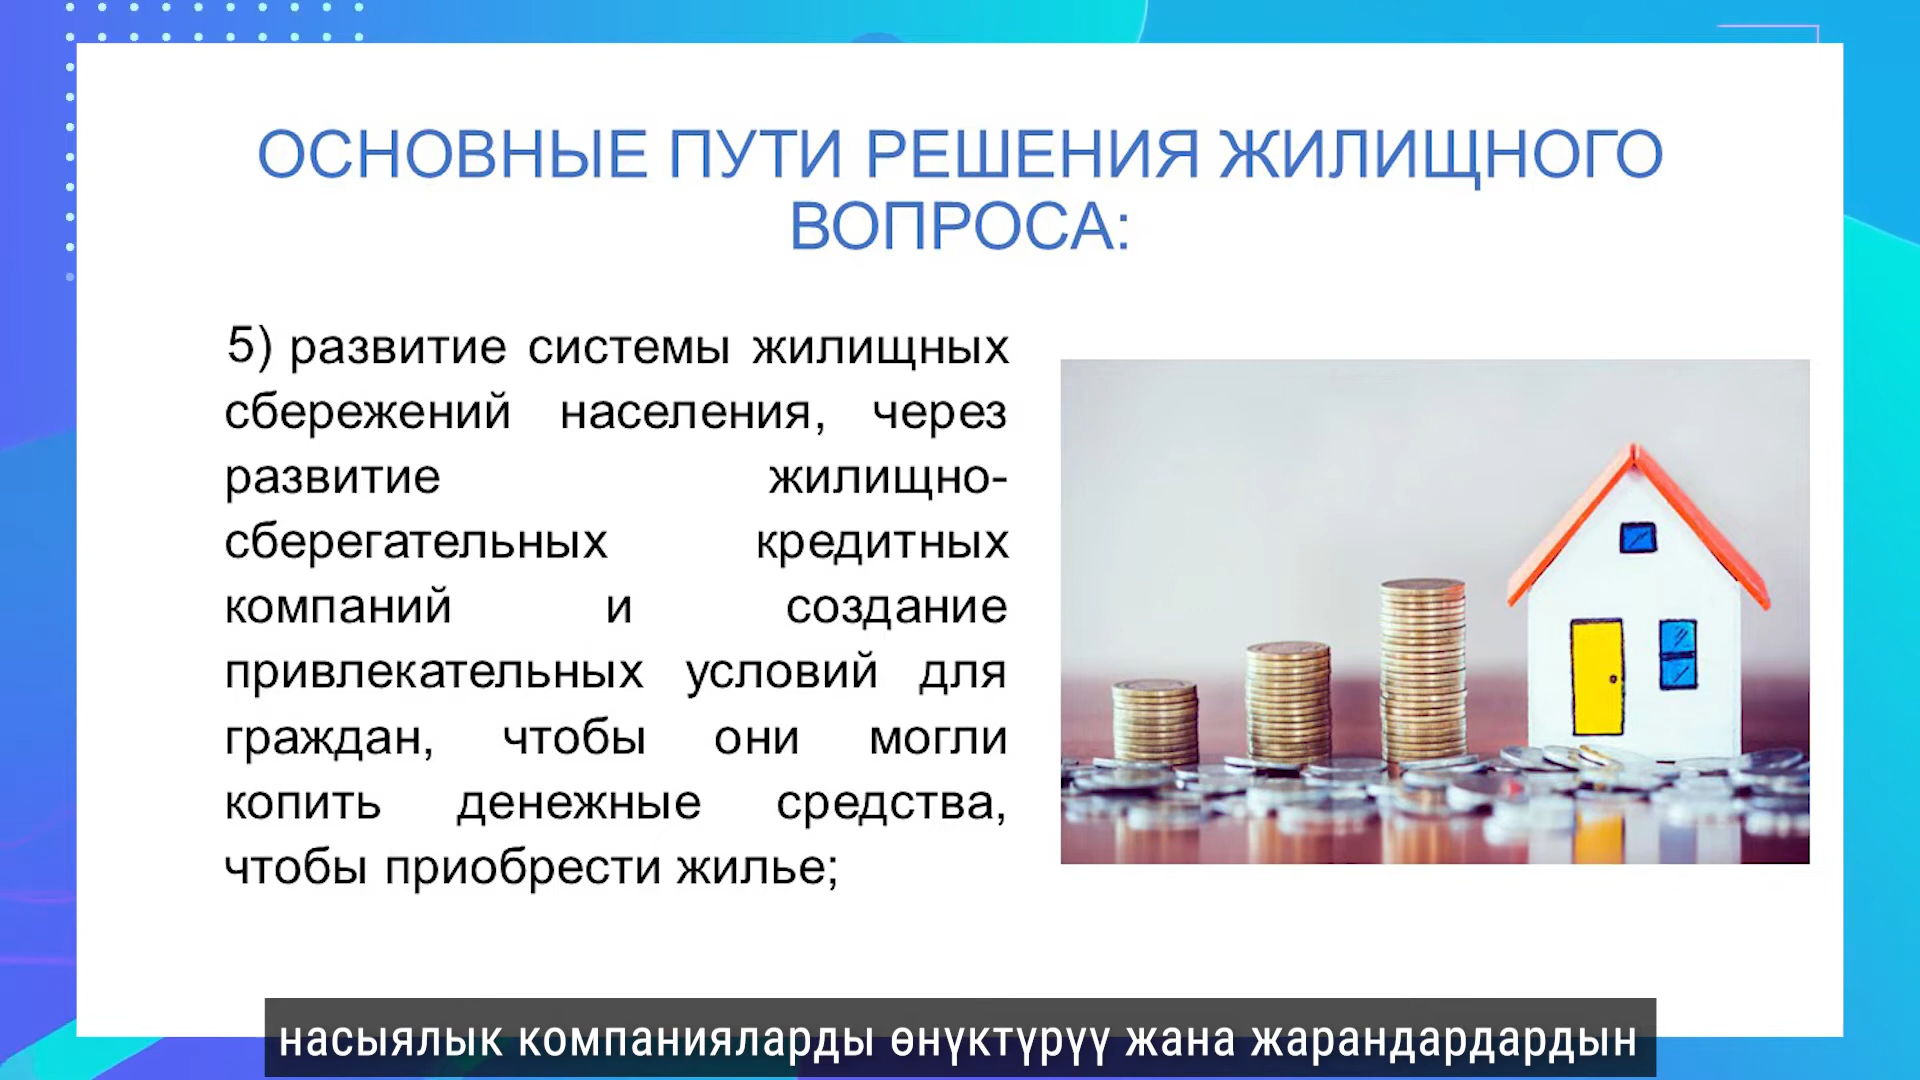 ОСНОВНЫЕ ПУТИ РЕШЕНИЯ ЖИЛИЩНОГО
ВОПРОСА:
5) развитие системы жилищных
сбережений населения, через
развитие жилищно-
сберегательных кредитных
компаний и создание
привлекательных условий для
граждан, чтобы они могли
копить денежные средства,
чтобы приобрести жилье;
насыялык компанияларды өнүктүрүү жана жарандардардын